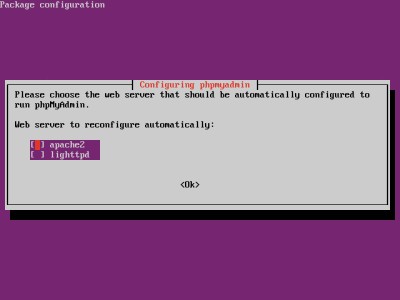 Package configuration
Configuring phpmyadmin
Please choose the web server that should be automatically configured to
run phpMyAdmin.
Web server to reconfigure automatically:
[ ] apache2
[ ] lighttpd
<Ok>